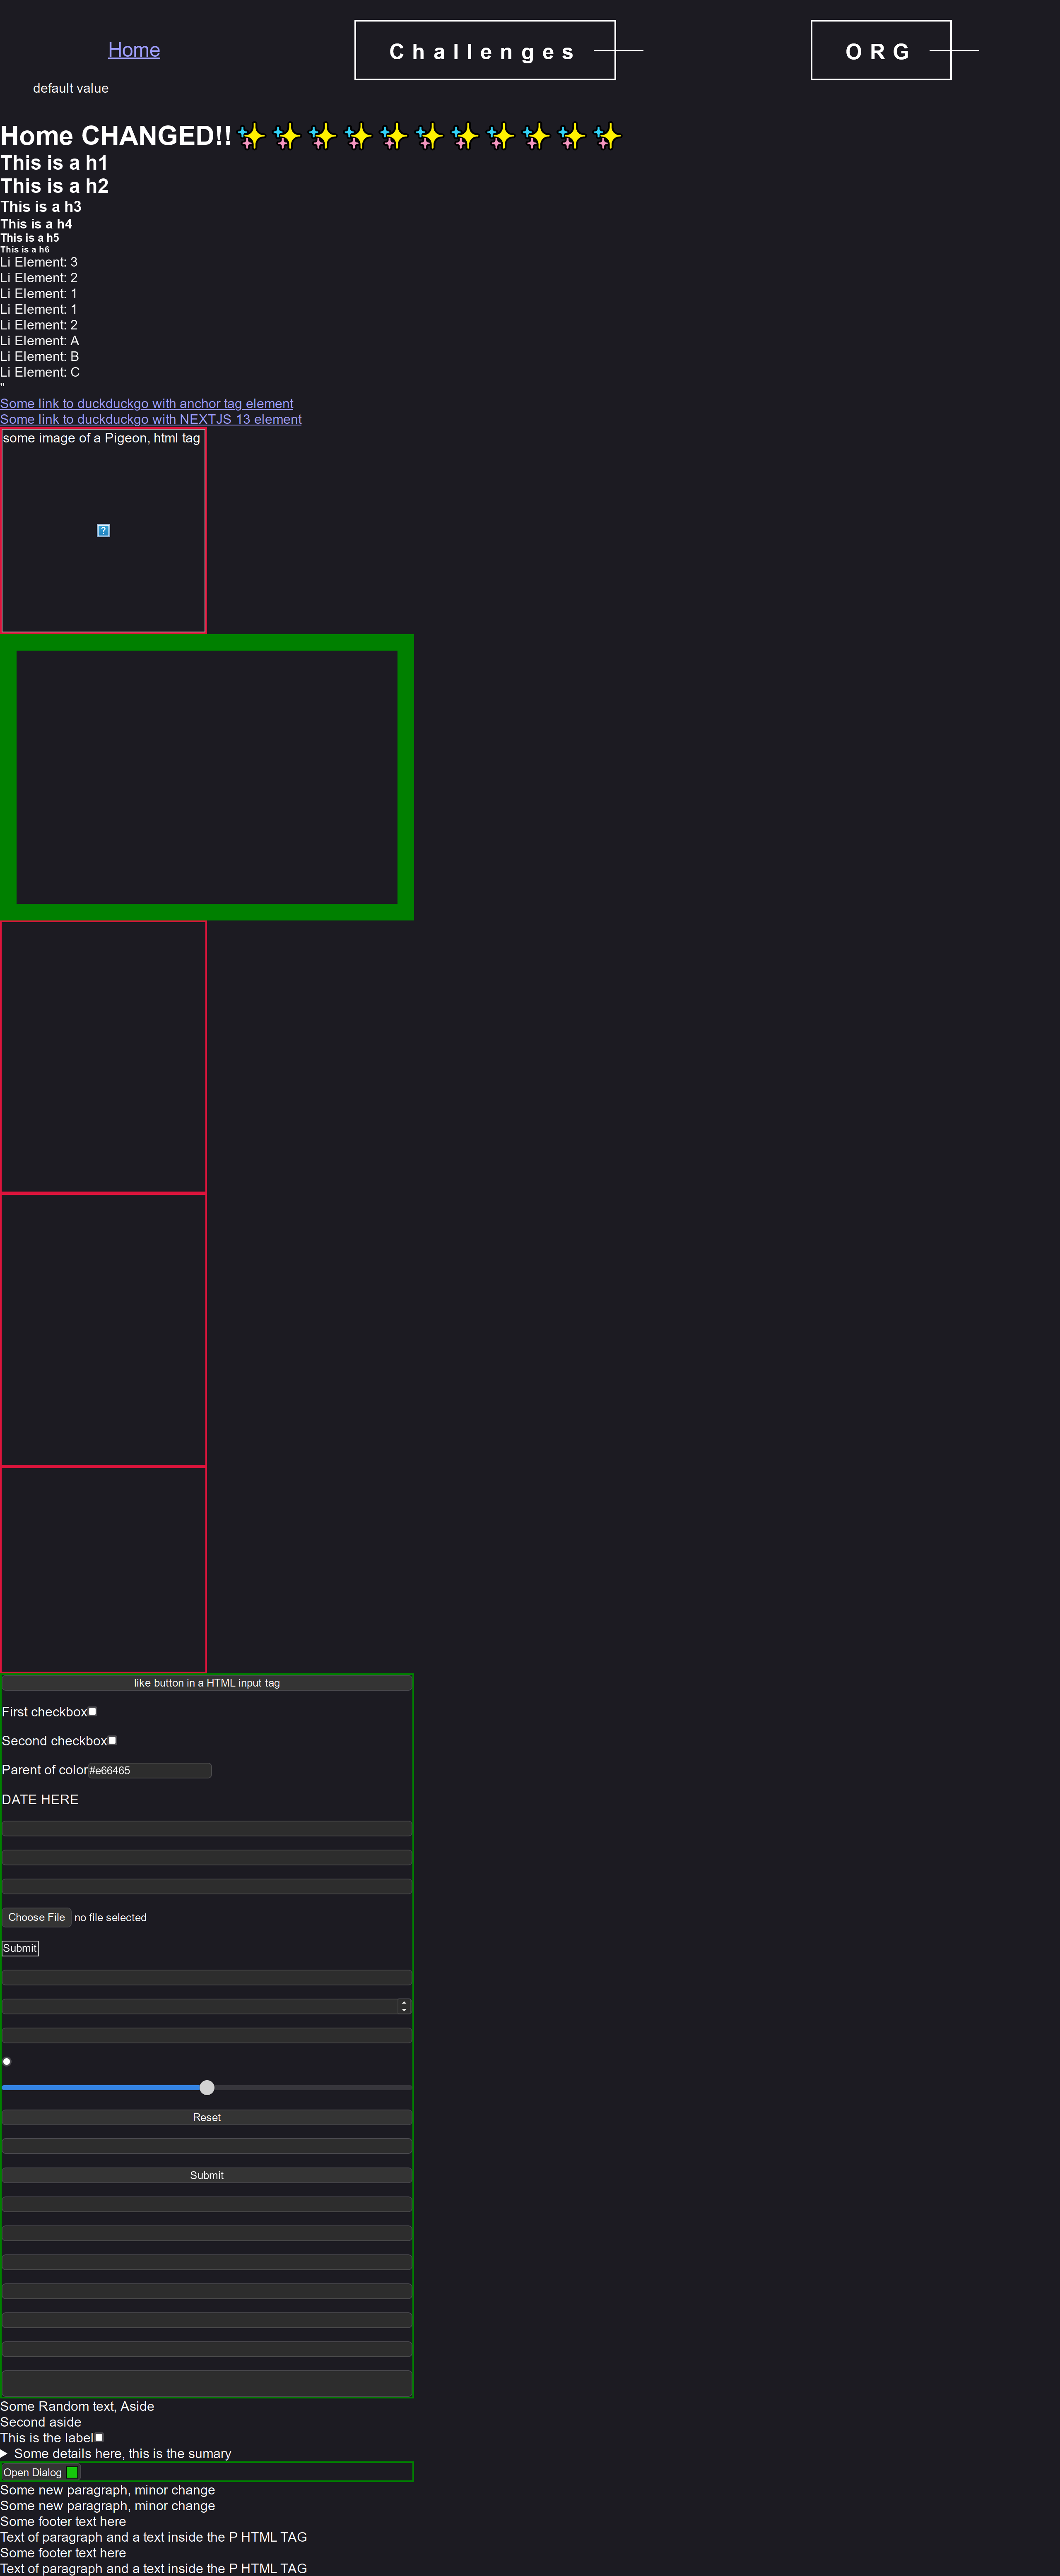 Home
Challenges
ORG
default value
Home CHANGED!!✨✨✨✨✨✨✨✨✨✨✨
This is a h1
This is a h2
This is a h3
This is a h4
This is a h5
This is a h6
Li Element: 3
Li Element: 2
Li Element: 1
Li Element: 1
Li Element: 2
Li Element: A
Li Element: B
Li Element: C
"
Some link to duckduckgo with anchor tag element
Some link to duckduckgo with NEXTJS 13 element
some image of a Pigeon, html tag
?
like button in a HTML input tag
First checkbox
Second checkbox
Parent of color #e66465
DATE HERE
Choose File no file selected
Submit
Reset
Submit
Some Random text, Aside
Second aside
This is the label
Some details here, this is the sumary
Open Dialog
Some new paragraph, minor change
Some new paragraph, minor change
Some footer text here
Text of paragraph and a text inside the P HTML TAG
Some footer text here
Text of paragraph and a text inside the P HTML TAG